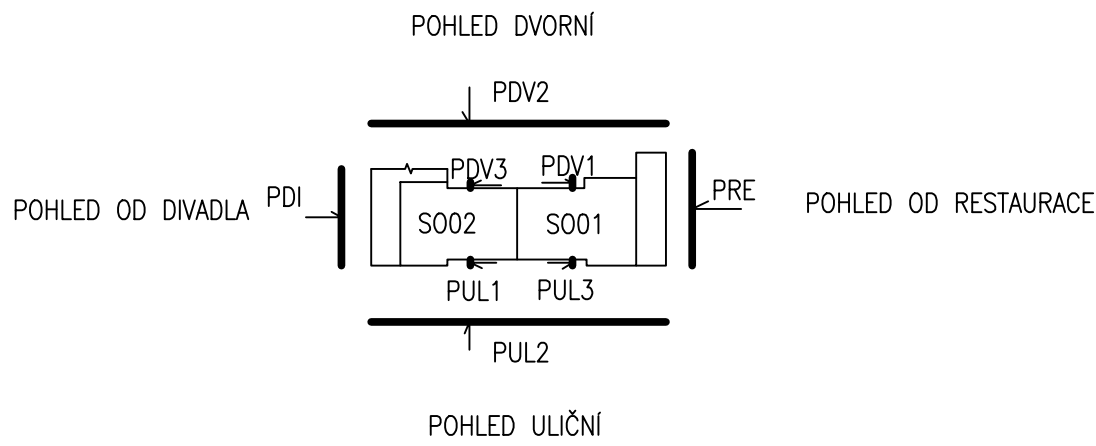 POHLED DVORNÍ
PDV2
PDV3
PDV1
POHLED OD DIVADLA
PDI
PRE
POHLED OD RESTAURACE
SO02
SO01
PUL1
PUL3
PUL2
POHLED ULIČNÍ